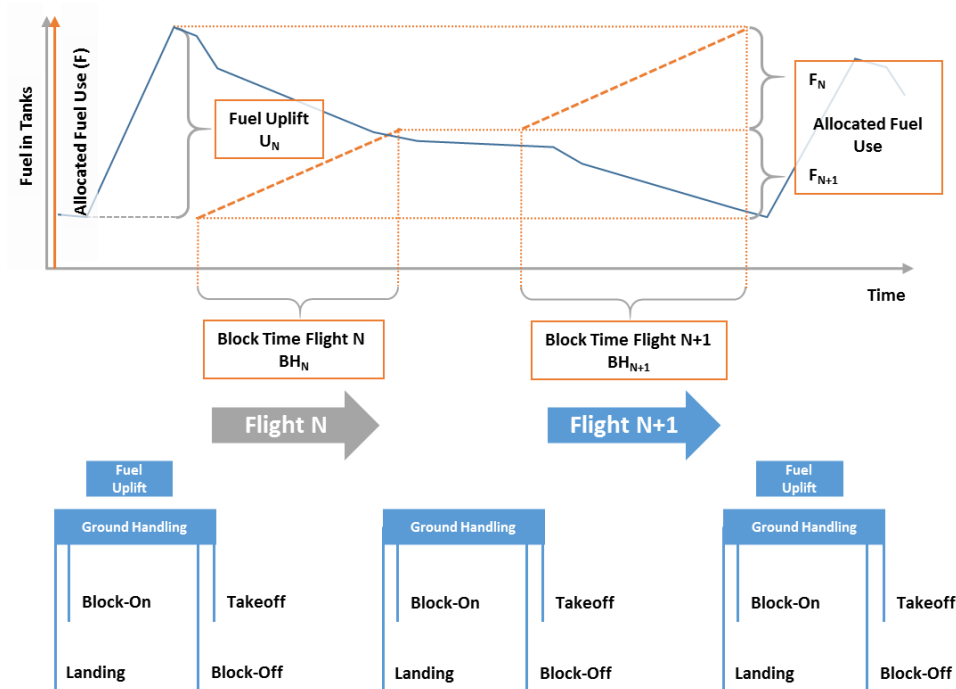 Fuel in Tanks
Allocated Fuel Use (F)
Fuel Uplift
U_N
F_N
Allocated Fuel
Use
F_N+1
Time
Block Time Flight N
BH_N
Block Time Flight N+1
BH_N+1
Flight N
Flight N+1
Fuel
Uplift
Fuel
Uplift
Ground Handling
Ground Handling
Ground Handling
Block-On
Takeoff
Block-On
Takeoff
Block-On
Takeoff
Landing
Block-Off
Landing
Block-Off
Landing
Block-Off